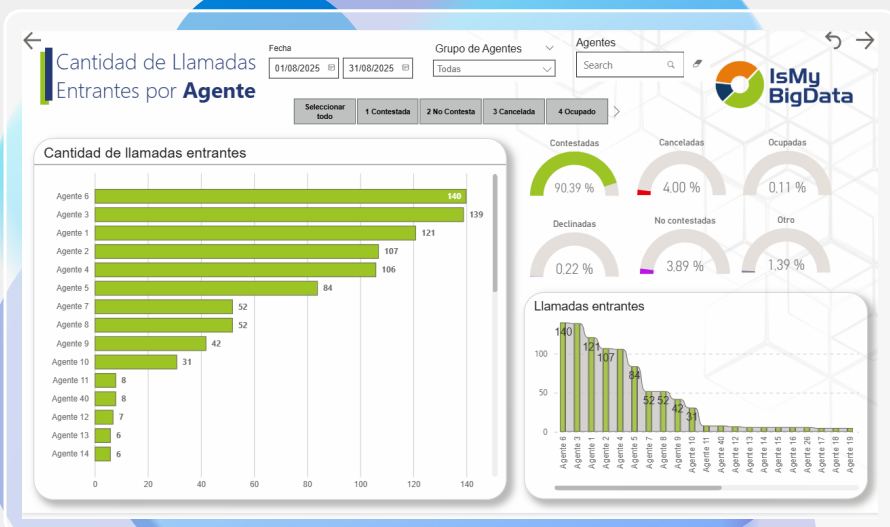 Cantidad de Llamadas
Entrantes por Agente
Fecha
01/08/2025
31/08/2025
Grupo de Agentes
Todas
Agentes
Search
IsMy
BigData
Seleccionar
todo
1 Contestada
2 No Contesta
3 Cancelada
4 Ocupado
Cantidad de llamadas entrantes
Agente 6 140
Agente 3 139
Agente 1 121
Agente 2 107
Agente 4 106
Agente 5 84
Agente 7 52
Agente 8 52
Agente 9 42
Agente 10 31
Agente 11 8
Agente 40 8
Agente 12 7
Agente 13 6
Agente 14 6
0 20 40 60 80 100 120 140
Contestadas
90.39 %
Canceladas
4.00 %
Ocupadas
0,11 %
Declinadas
0,22 %
No contestadas
3,89 %
Otro
1.39 %
Llamadas entrantes
100
50
0
140
121
107
84
52
52
42
31
Agente 6
Agente 3
Agente 1
Agente 2
Agente 4
Agente 5
Agente 7
Agente 8
Agente 9
Agente 10
Agente 11
Agente 40
Agente 12
Agente 13
Agente 14
Agente 15
Agente 16
Agente 26
Agente 17
Agente 18
Agente 19